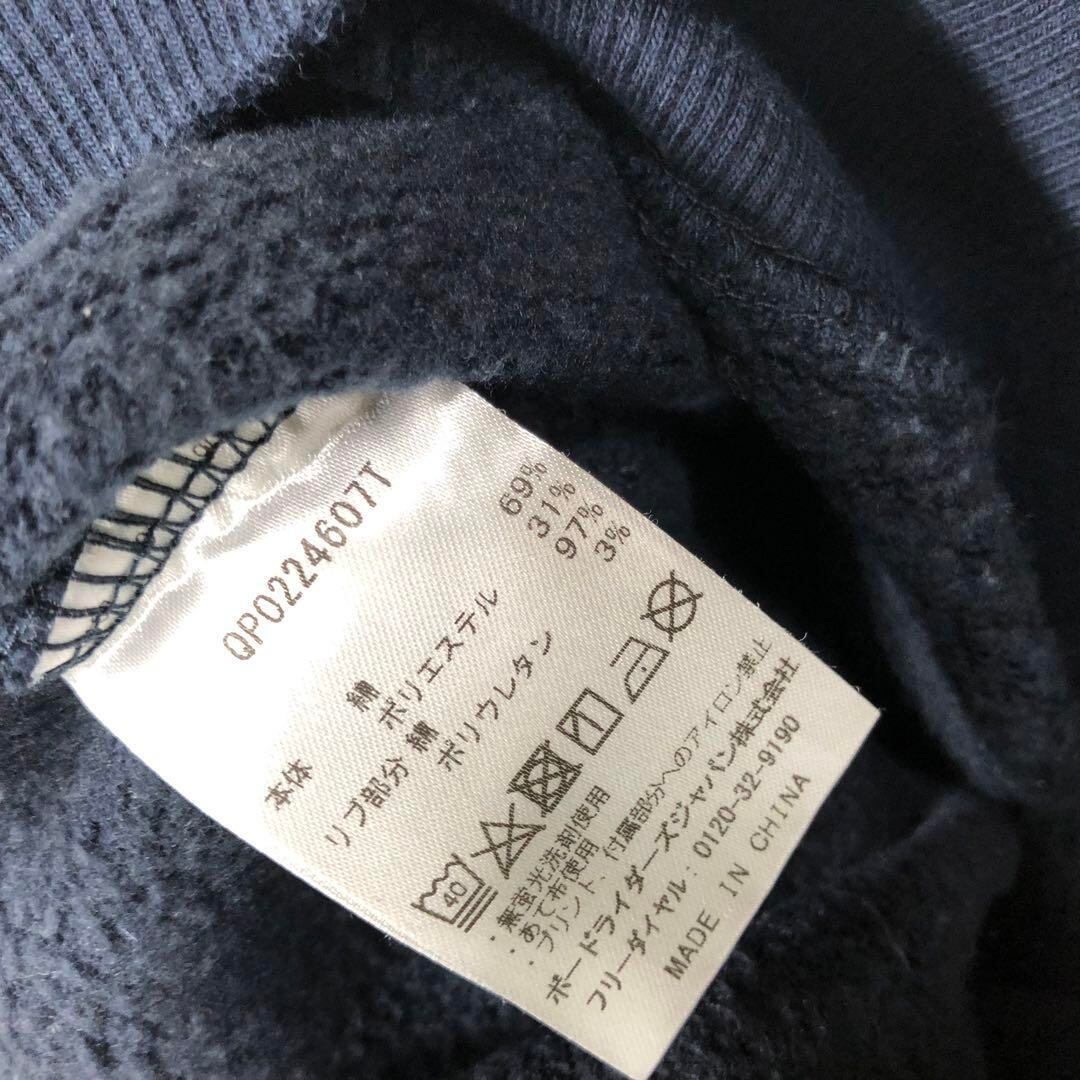 QPO224607T
本体 綿 69%
ポリエステル 31%
リブ部分 綿 97%
ポリウレタン 3%
40
・無蛍光洗剤使用
・あて布使用
・プリント、付属部分へのアイロン禁止
ボードライダーズジャパン株式会社
フリーダイヤル:0120-32-9190
MADE IN CHINA